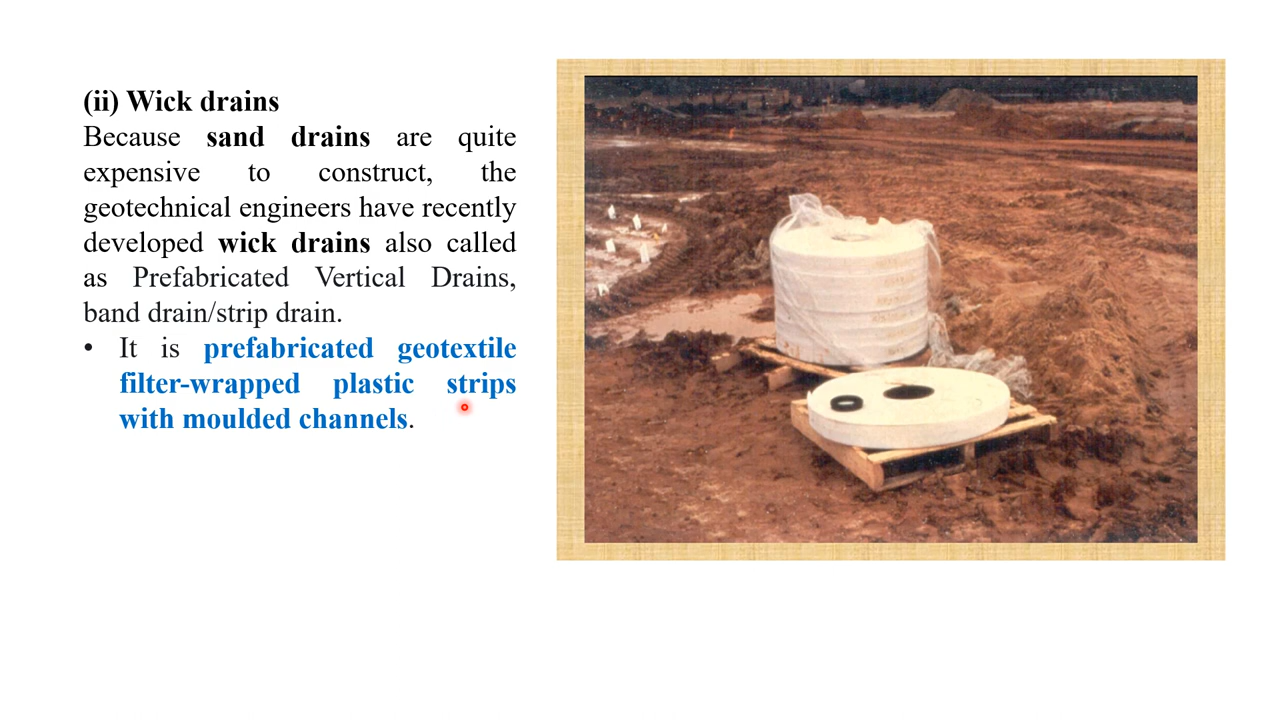 (ii) Wick drains
Because sand drains are quite
expensive to construct, the
geotechnical engineers have recently
developed wick drains also called
as Prefabricated Vertical Drains,
band drain/strip drain.
• It is prefabricated geotextile
filter-wrapped plastic strips
with moulded channels.